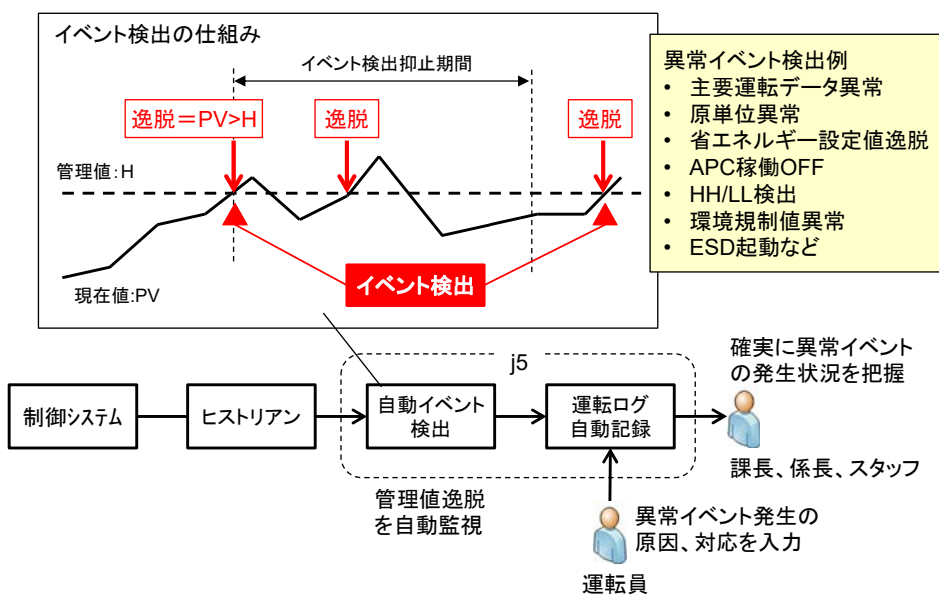 イベント検出の仕組み
イベント検出抑止期間
逸脱＝PV>H
逸脱
逸脱
管理値：H
現在値:PV
イベント検出
異常イベント検出例
• 主要運転データ異常
• 原単位異常
• 省エネルギー設定値逸脱
• APC稼働OFF
• HH/LL検出
• 環境規制値異常
• ESD起動など
j5
制御システム
ヒストリアン
自動イベント
検出
運転ログ
自動記録
確実に異常イベント
の発生状況を把握
課長、係長、スタッフ
管理値逸脱
を自動監視
異常イベント発生の
原因、対応を入力
運転員